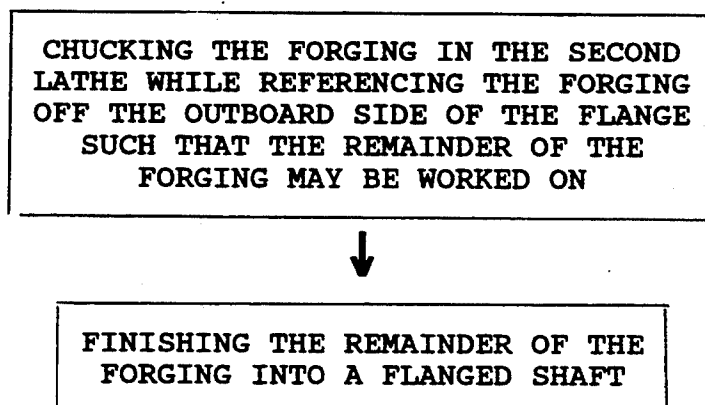 CHUCKING THE FORGING IN THE SECOND
LATHE WHILE REFERENCING THE FORGING
OFF THE OUTBOARD SIDE OF THE FLANGE
SUCH THAT THE REMAINDER OF THE
FORGING MAY BE WORKED ON
FINISHING THE REMAINDER OF THE
FORGING INTO A FLANGED SHAFT